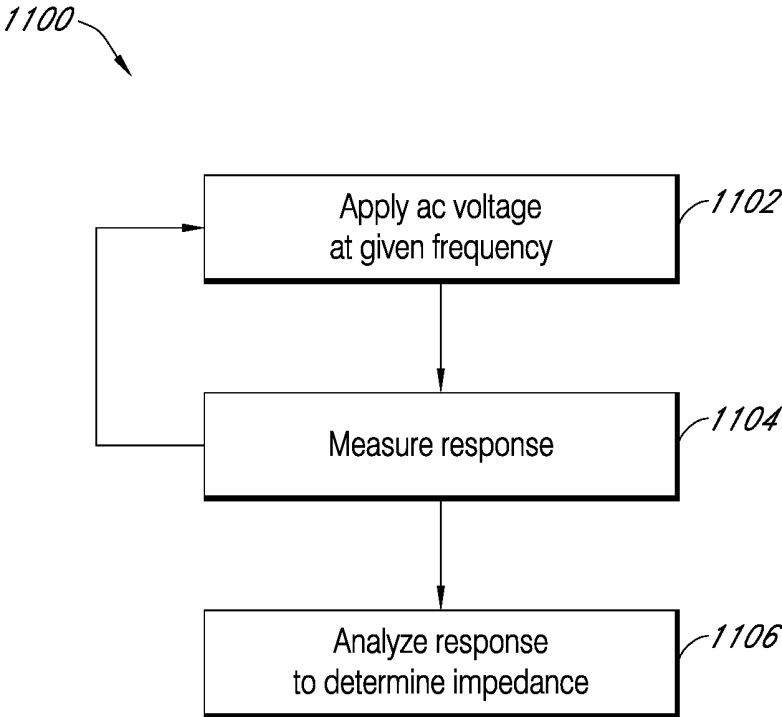 1100
Apply ac voltage
at given frequency
1102
Measure response
1104
Analyze response
to determine impedance
1106